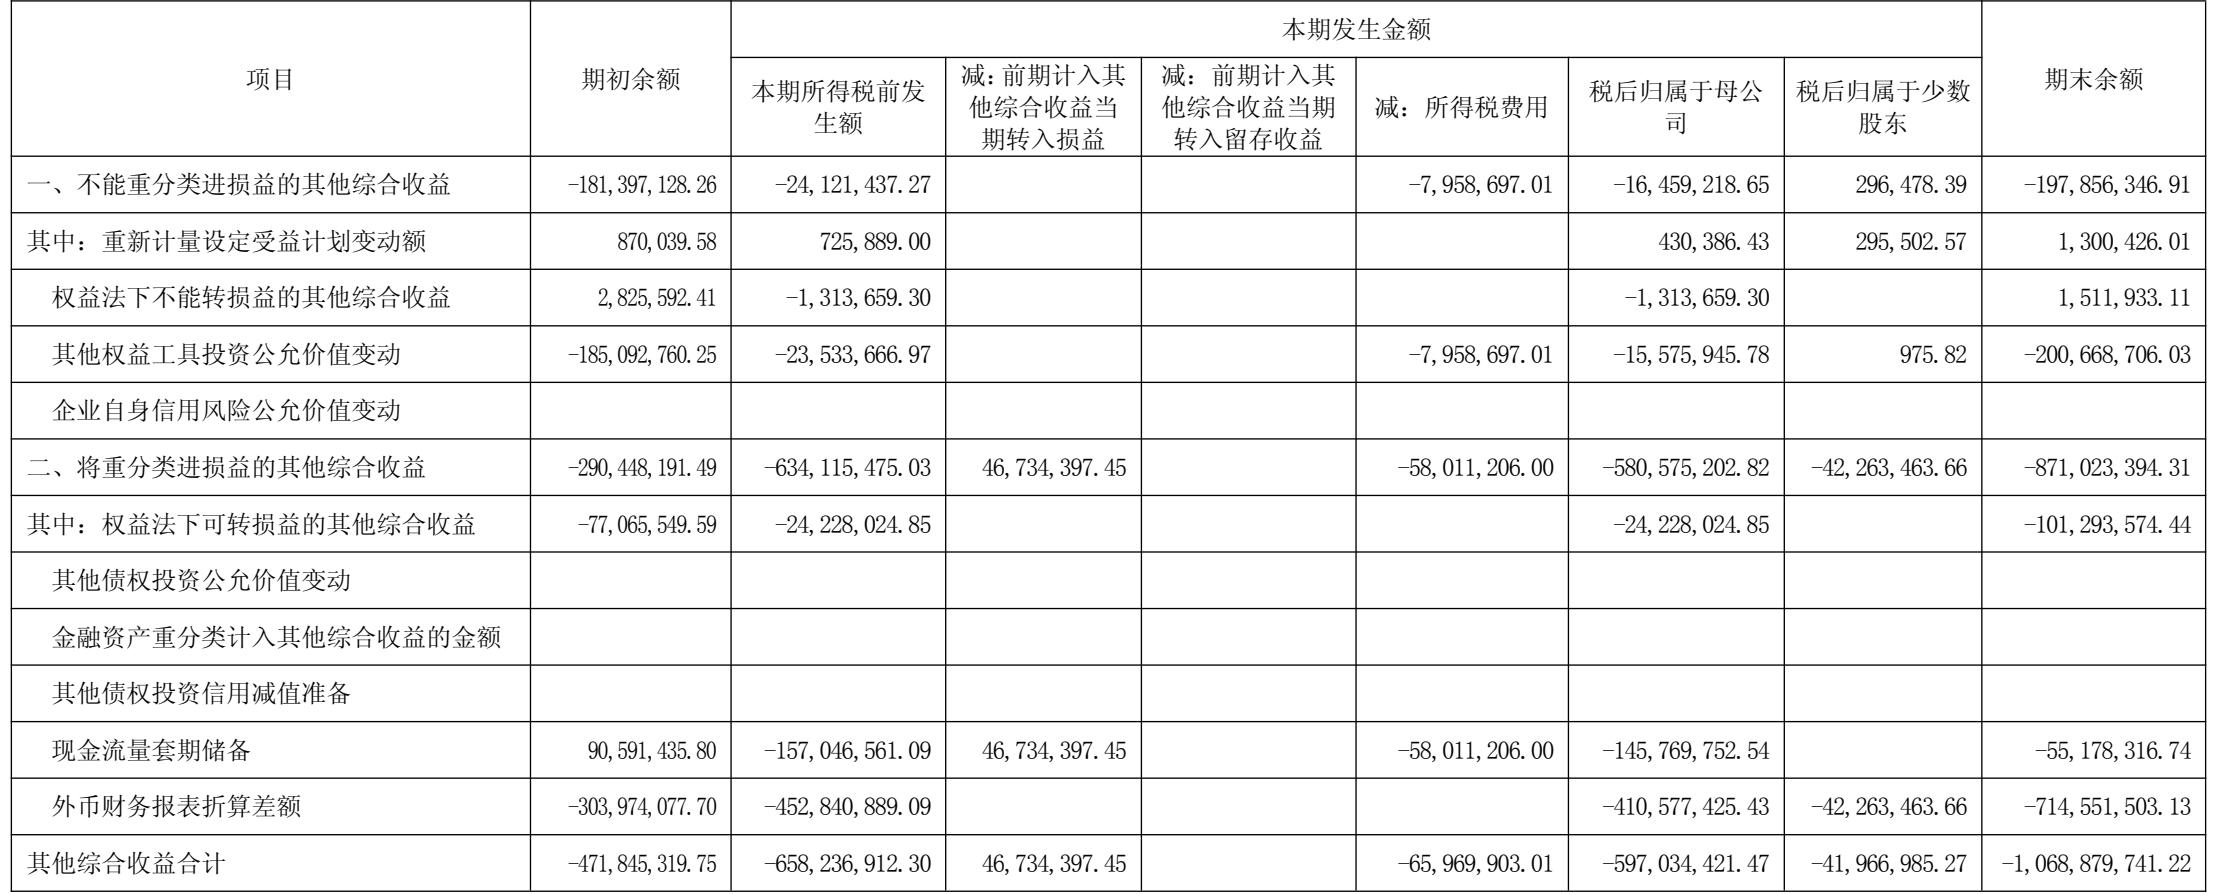 项目 期初余额 本期发生金额 期末余额
本期所得税前发
生额
减:前期计入其
他综合收益当
期转入损益
减：前期计入其
他综合收益当期
转入留存收益
减：所得税费用
税后归属于母公
司
税后归属于少数
股东
一、不能重分类进损益的其他综合收益 -181,397,128.26 -24,121,437.27 -7,958,697.01 -16,459,218.65 296,478.39 -197,856,346.91
其中：重新计量设定受益计划变动额 870,039.58 725,889.00 430,386.43 295,502.57 1,300,426.01
权益法下不能转损益的其他综合收益 2,825,592.41 -1,313,659.30 -1,313,659.30 1,511,933.11
其他权益工具投资公允价值变动 -185,092,760.25 -23,533,666.97 -7,958,697.01 -15,575,945.78 975.82 -200,668,706.03
企业自身信用风险公允价值变动
二、将重分类进损益的其他综合收益 -290,448,191.49 -634,115,475.03 46,734,397.45 -58,011,206.00 -580,575,202.82 -42,263,463.66 -871,023,394.31
其中：权益法下可转损益的其他综合收益 -77,065,549.59 -24,228,024.85 -24,228,024.85 -101,293,574.44
其他债权投资公允价值变动
金融资产重分类计入其他综合收益的金额
其他债权投资信用减值准备
现金流量套期储备 90,591,435.80 -157,046,561.09 46,734,397.45 -58,011,206.00 -145,769,752.54 -55,178,316.74
外币财务报表折算差额 -303,974,077.70 -452,840,889.09 -410,577,425.43 -42,263,463.66 -714,551,503.13
其他综合收益合计 -471,845,319.75 -658,236,912.30 46,734,397.45 -65,969,903.01 -597,034,421.47 -41,966,985.27 -1,068,879,741.22